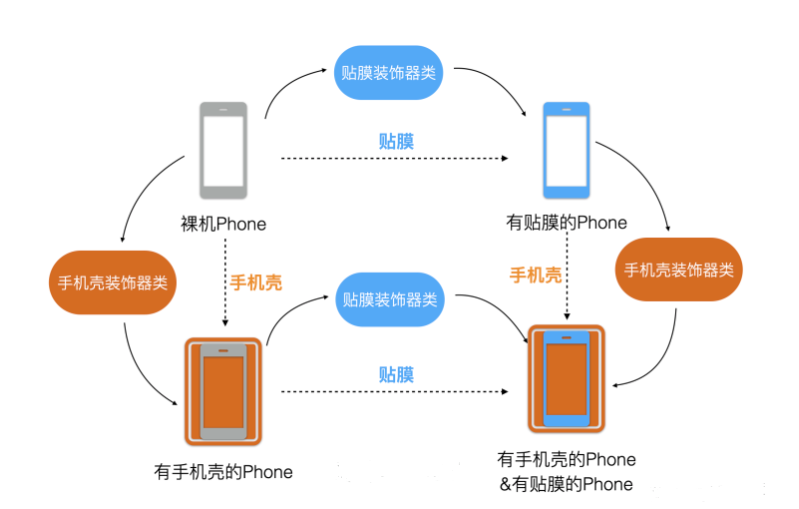 贴膜装饰器类
贴膜
裸机Phone
有贴膜的Phone
手机壳装饰器类
手机壳
手机壳
手机壳装饰器类
贴膜装饰器类
贴膜
有手机壳的Phone
有手机壳的Phone
&有贴膜的Phone